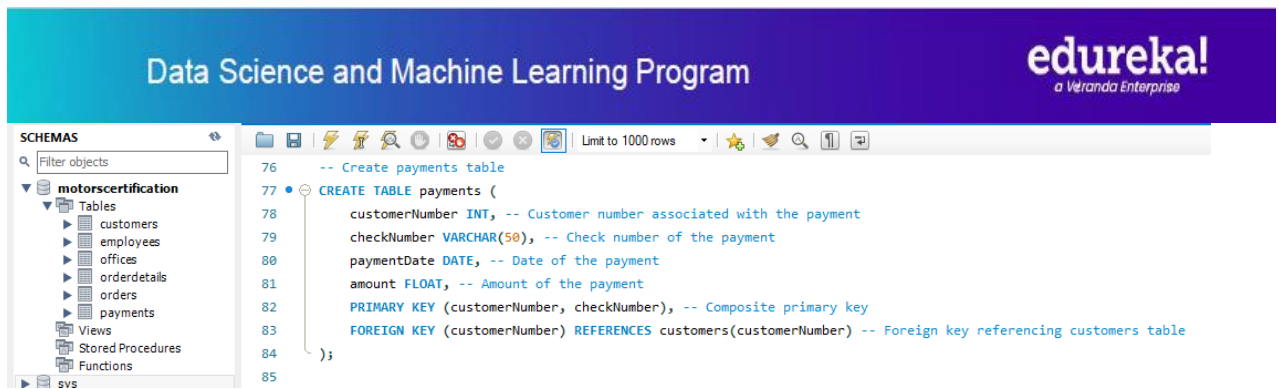 Data Science and Machine Learning Program
edureka!
a Veranda Enterprise
SCHEMAS
Filter objects
motorscertification
Tables
customers
employees
offices
orderdetails
orders
payments
Views
Stored Procedures
Functions
sys
Limit to 1000 rows
76 -- Create payments table
77 CREATE TABLE payments (
78 customerNumber INT, -- Customer number associated with the payment
79 checkNumber VARCHAR(50), -- Check number of the payment
80 paymentDate DATE, -- Date of the payment
81 amount FLOAT, -- Amount of the payment
82 PRIMARY KEY (customerNumber, checkNumber), -- Composite primary key
83 FOREIGN KEY (customerNumber) REFERENCES customers(customerNumber) -- Foreign key referencing customers table
84 );
85